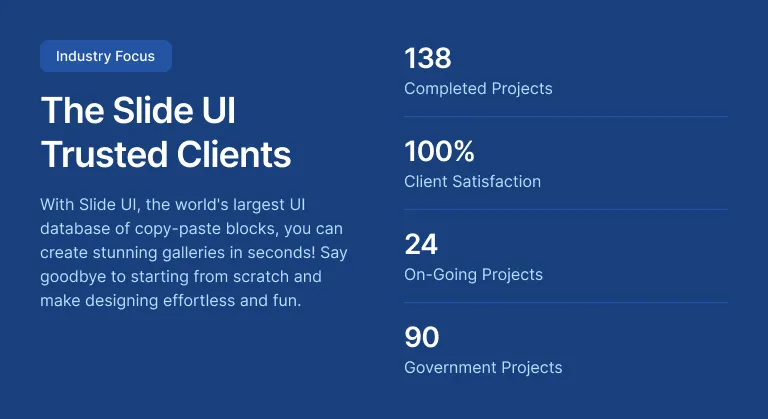 Industry Focus
The Slide UI
Trusted Clients
With Slide UI, the world's largest UI
database of copy-paste blocks, you can
create stunning galleries in seconds! Say
goodbye to starting from scratch and
make designing effortless and fun.
138
Completed Projects
100%
Client Satisfaction
24
On-Going Projects
90
Government Projects